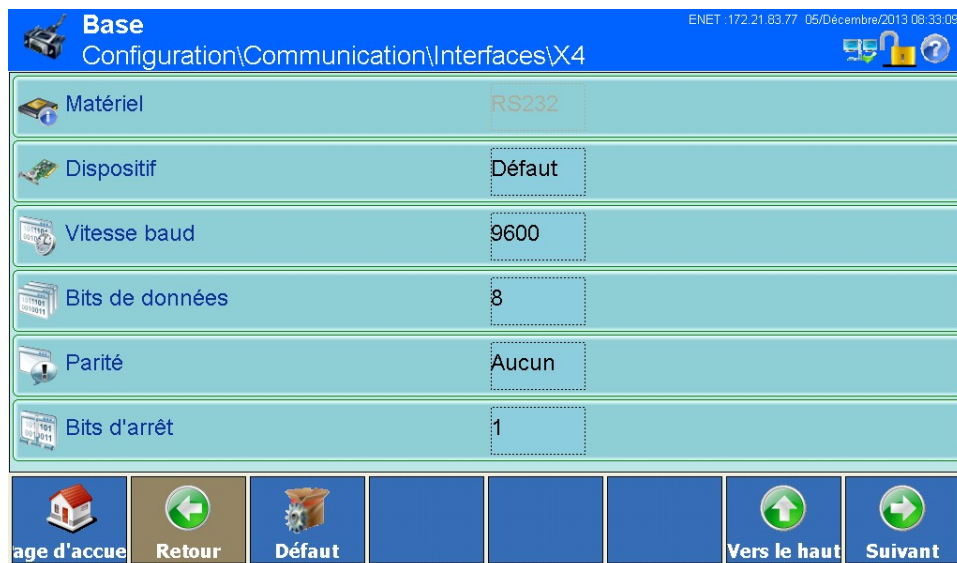 Base
ENET :172.21.83.77 05/Décembre/2013 08:33:09
Configuration\Communication\Interfaces\X4
Matériel RS232
Dispositif Défaut
Vitesse baud 9600
Bits de données 8
Parité Aucun
Bits d'arrêt 1
age d'accue Retour Défaut Vers le haut Suivant